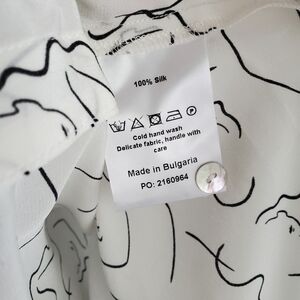 100% Silk
Cold hand wash
Delicate fabric, handle with
care
Made in Bulgaria
PO: 2160964